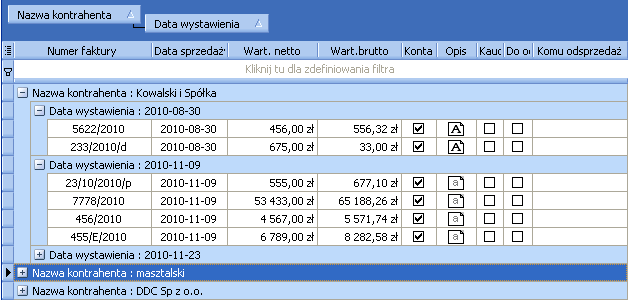 Nazwa kontrahenta
Data wystawienia
Numer faktury Data sprzedaż Wart. netto Wart.brutto Konta Opis Kauc Do o Komu odsprzedaż
Kliknij tu dla zdefiniowania filtra
Nazwa kontrahenta : Kowalski i Spółka
Data wystawienia : 2010-08-30
5622/2010 2010-08-30 456,00 zł 556,32 zł A
233/2010/d 2010-08-30 675,00 zł 33,00 zł A
Data wystawienia : 2010-11-09
23/10/2010/p 2010-11-09 555,00 zł 677,10 zł a
7778/2010 2010-11-09 53 433,00 zł 65 188,26 zł a
456/2010 2010-11-09 4 567,00 zł 5 571,74 zł a
455/E/2010 2010-11-09 6 789,00 zł 8 282,58 zł a
Data wystawienia : 2010-11-23
Nazwa kontrahenta : masztalski
Nazwa kontrahenta : DDC Sp z o.o.